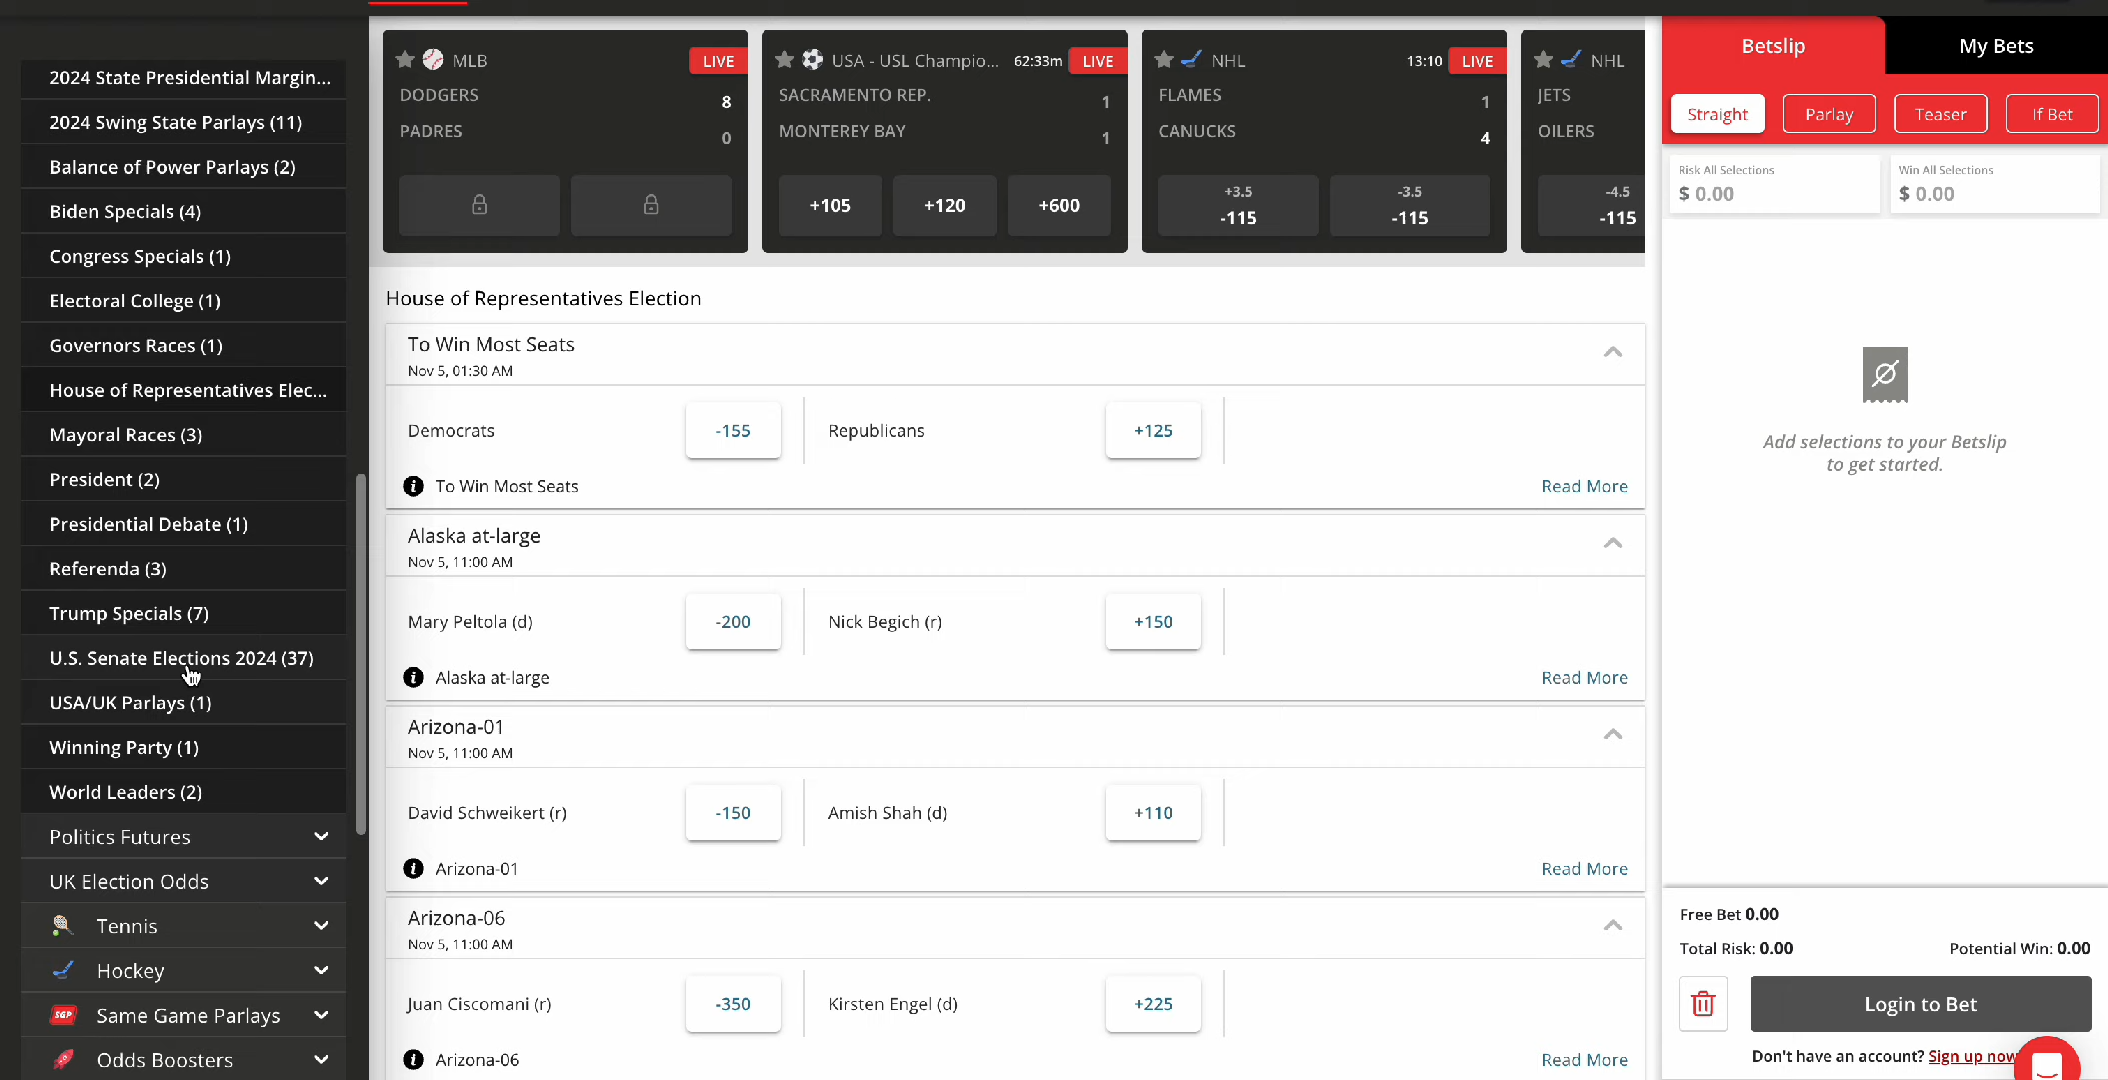 2024 State Presidential Margin...
2024 Swing State Parlays (11)
Balance of Power Parlays (2)
Biden Specials (4)
Congress Specials (1)
Electoral College (1)
Governors Races (1)
House of Representatives Elec...
Mayoral Races (3)
President (2)
Presidential Debate (1)
Referenda (3)
Trump Specials (7)
U.S. Senate Elections 2024 (37)
USA/UK Parlays (1)
Winning Party (1)
World Leaders (2)
Politics Futures
UK Election Odds
Tennis
Hockey
SGP Same Game Parlays
Odds Boosters
MLB LIVE
DODGERS 8
PADRES 0
USA - USL Champio... 62:33m LIVE
SACRAMENTO REP. 1
MONTEREY BAY 1
+105 +120 +600
NHL 13:10 LIVE
FLAMES 1
CANUCKS 4
+3.5 -3.5
-115 -115
NHL
JETS
OILERS
-4.5
-115
House of Representatives Election
To Win Most Seats
Nov 5, 01:30 AM
Democrats -155 Republicans +125
To Win Most Seats Read More
Alaska at-large
Nov 5, 11:00 AM
Mary Peltola (d) -200 Nick Begich (r) +150
Alaska at-large Read More
Arizona-01
Nov 5, 11:00 AM
David Schweikert (r) -150 Amish Shah (d) +110
Arizona-01 Read More
Arizona-06
Nov 5, 11:00 AM
Juan Ciscomani (r) -350 Kirsten Engel (d) +225
Arizona-06 Read More
Betslip My Bets
Straight Parlay Teaser If Bet
Risk All Selections Win All Selections
$ 0.00 $ 0.00
Add selections to your Betslip
to get started.
Free Bet 0.00
Total Risk: 0.00 Potential Win: 0.00
Login to Bet
Don't have an account? Sign up now